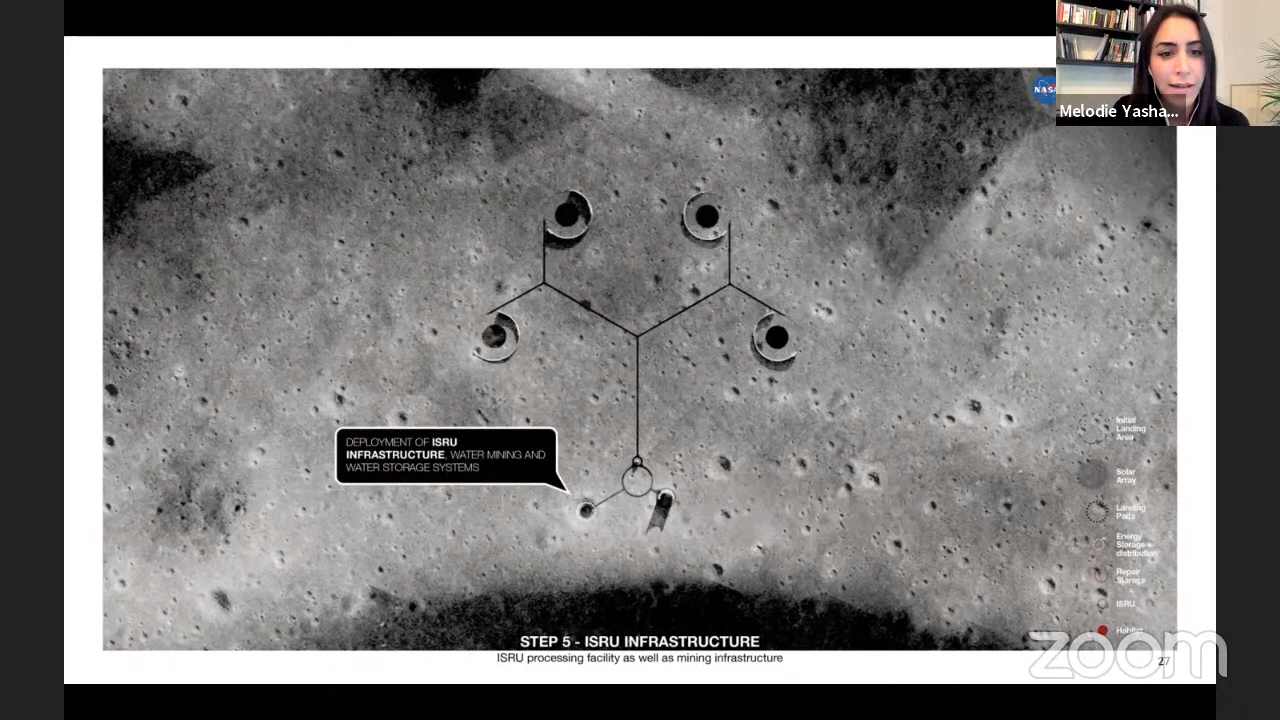 NASA
Melodie Yasha...
DEPLOYMENT OF ISRU
INFRASTRUCTURE, WATER MINING AND
WATER STORAGE SYSTEMS
Initial
Landing
Area
Solar
Array
Landing
Pads
Energy
Storage +
distribution
Repair
Storage
ISRU
Habitat
STEP 5 - ISRU INFRASTRUCTURE
ISRU processing facility as well as mining infrastructure
27
zoom